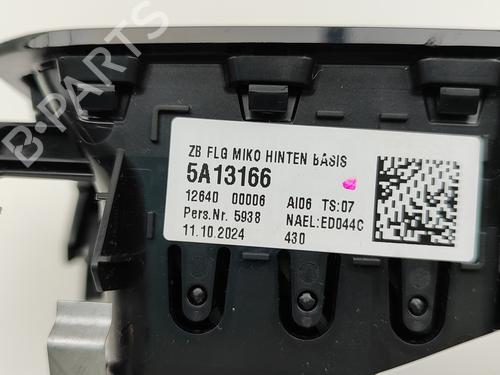 B-PARTS
ZB FLG MIKO HINTEN BASIS
5A13166
12640 00006 AI06 TS:07
Pers.Nr. 5938 NAEL:ED044C
11.10.2024 430